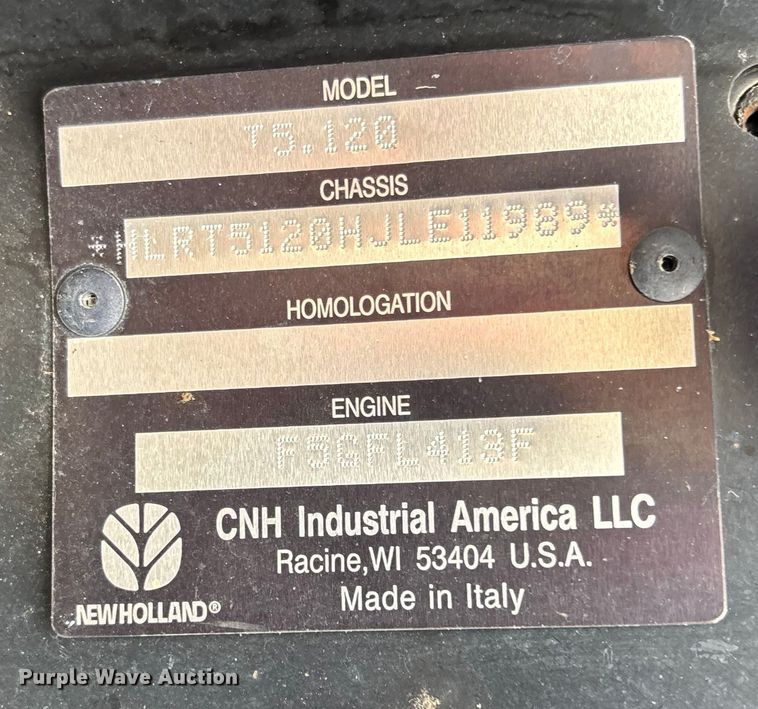 MODEL
T5.120
CHASSIS
*HLRT5120HJLE11989*
HOMOLOGATION
ENGINE
F5GFL413F
CNH Industrial America LLC
Racine, WI 53404 U.S.A.
Made in Italy
NEW HOLLAND®
Purple Wave Auction